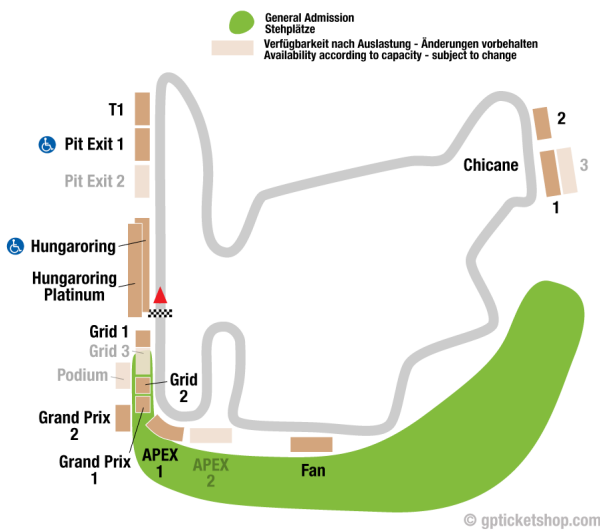 General Admission
Stehplätze
Verfügbarkeit nach Auslastung - Änderungen vorbehalten
Availability according to capacity - subject to change
T1
2
Pit Exit 1
Chicane
3
Pit Exit 2
1
Hungaroring
Hungaroring
Platinum
Grid 1
Grid 3
Podium
Grid
2
Grand Prix
2
Grand Prix
1
APEX
1
APEX
2
Fan
© gpticketshop.com